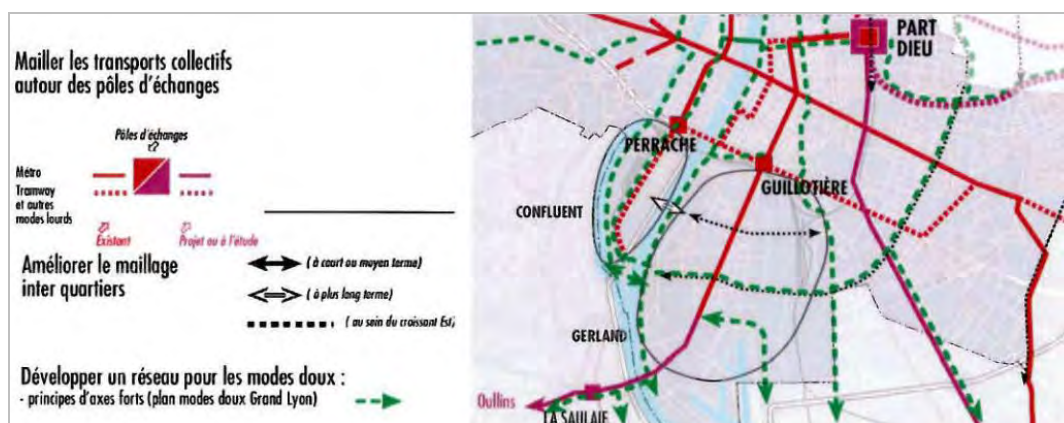 Mailler les transports collectifs
autour des pôles d'échanges
Pôles d'échanges
Métro
Tramway
et autres
modes lourds
Existant
Projet ou à l'étude
Améliorer le maillage
inter quartiers
( à court ou moyen terme)
( à plus long terme)
( au sein du croissant Est)
Développer un réseau pour les modes doux :
- principes d'axes forts (plan modes doux Grand Lyon)
PART
DIEU
PERRACHE
GUILLOTIÈRE
CONFLUENT
GERLAND
Oullins
LA SAULAIE